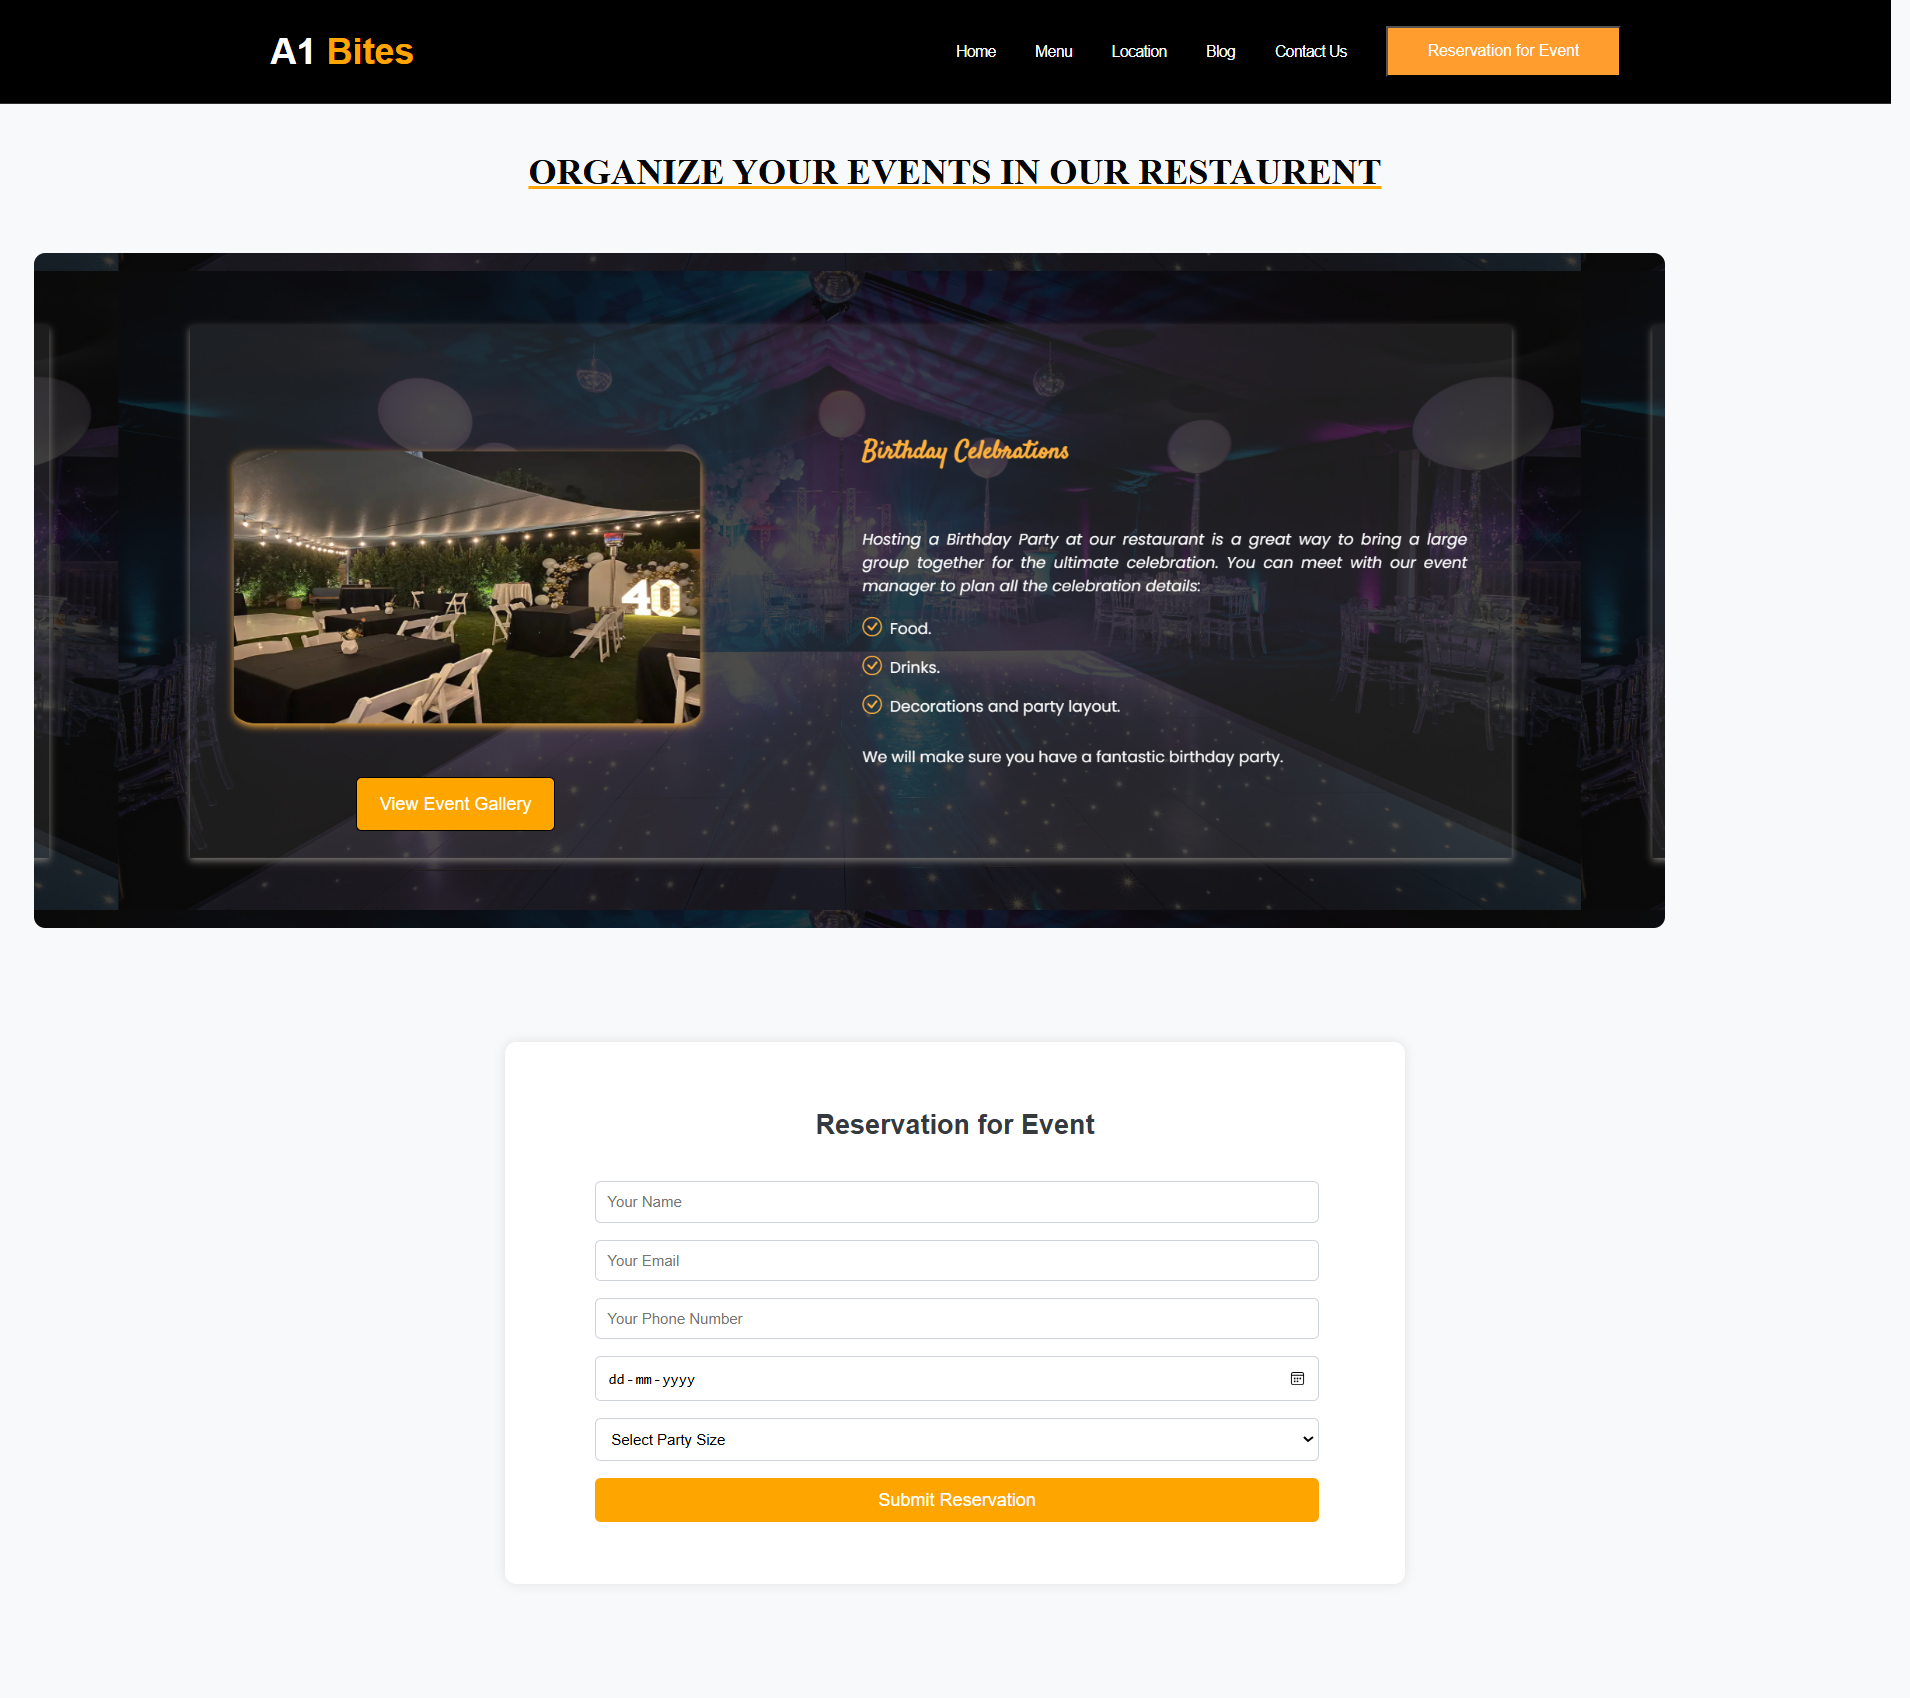 A1 Bites
Home Menu Location Blog Contact Us Reservation for Event
ORGANIZE YOUR EVENTS IN OUR RESTAURENT
Birthday Celebrations
Hosting a Birthday Party at our restaurant is a great way to bring a large
group together for the ultimate celebration. You can meet with our event
manager to plan all the celebration details:
Food.
Drinks.
Decorations and party layout.
We will make sure you have a fantastic birthday party.
40
View Event Gallery
Reservation for Event
Your Name
Your Email
Your Phone Number
dd-mm-yyyy
Select Party Size
Submit Reservation